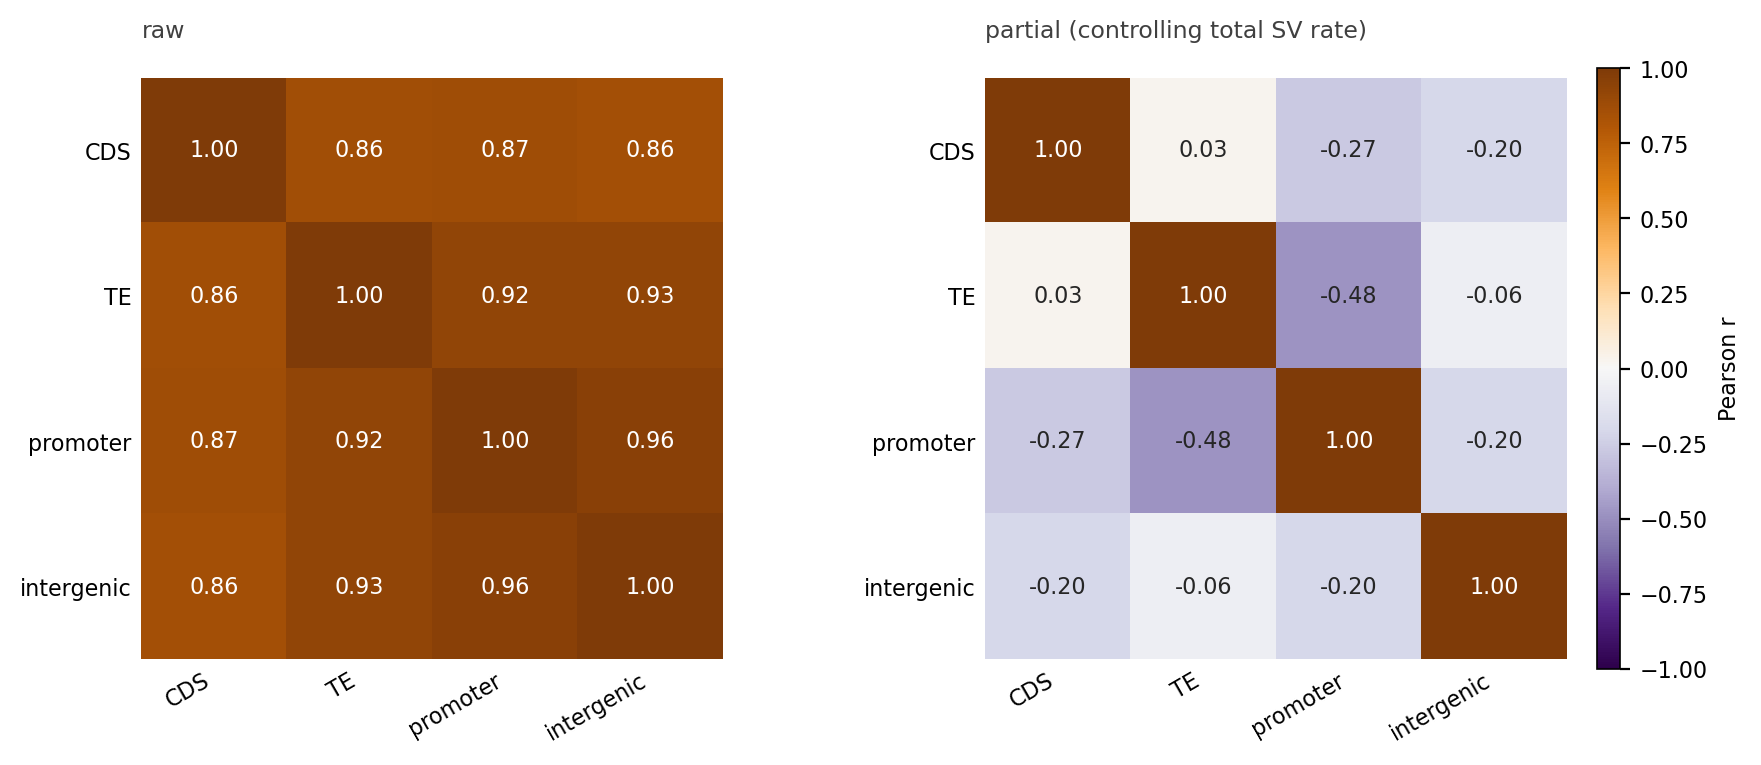 raw
CDS 1.00 0.86 0.87 0.86
TE 0.86 1.00 0.92 0.93
promoter 0.87 0.92 1.00 0.96
intergenic 0.86 0.93 0.96 1.00
CDS TE promoter intergenic
partial (controlling total SV rate)
CDS 1.00 0.03 -0.27 -0.20
TE 0.03 1.00 -0.48 -0.06
promoter -0.27 -0.48 1.00 -0.20
intergenic -0.20 -0.06 -0.20 1.00
CDS TE promoter intergenic
1.00
0.75
0.50
0.25
0.00
−0.25
−0.50
−0.75
−1.00
Pearson r